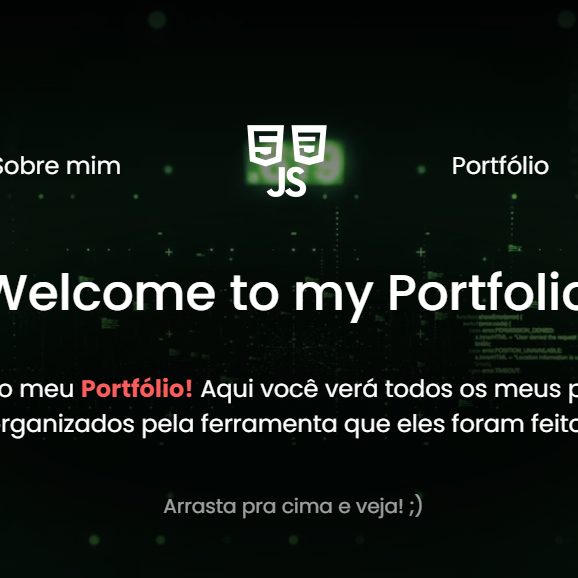 Sobre mim
JS
Portfólio
Welcome to my Portfolio
o meu Portfólio! Aqui você verá todos os meus p
rganizados pela ferramenta que eles foram feito
Arrasta pra cima e veja! ;)